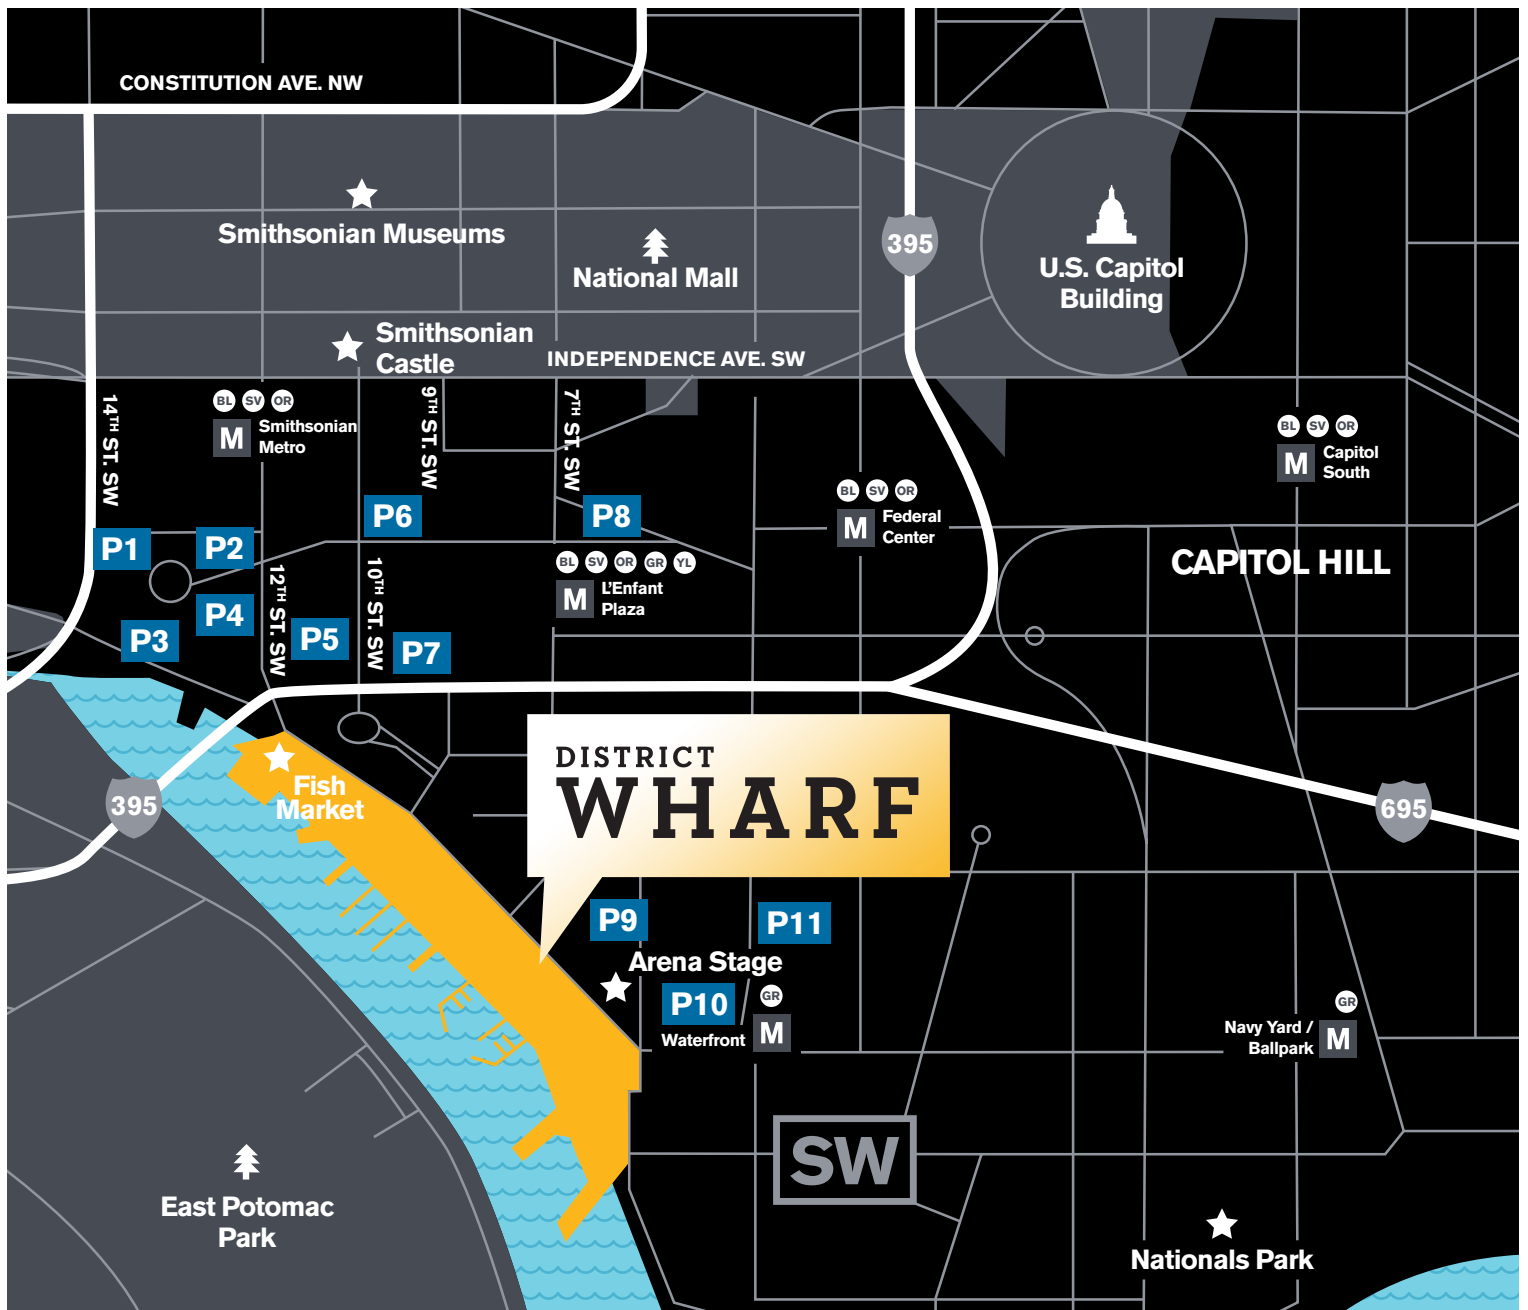 CONSTITUTION AVE. NW
Smithsonian Museums
National Mall
395
U.S. Capitol
Building
Smithsonian
Castle
INDEPENDENCE AVE. SW
14TH ST. SW
BL SV OR
M
Smithsonian
Metro
9TH ST. SW
7TH ST. SW
BL SV OR
M
Capitol
South
BL SV OR
M
Federal
Center
P6
P8
P1
P2
BL SV OR GR YL
M
L'Enfant
Plaza
CAPITOL HILL
12TH ST. SW
10TH ST. SW
P4
P3
P5
P7
DISTRICT
WHARF
Fish
Market
395
695
P9
P11
Arena Stage
P10
GR
Waterfront
M
GR
Navy Yard /
Ballpark
M
SW
East Potomac
Park
Nationals Park